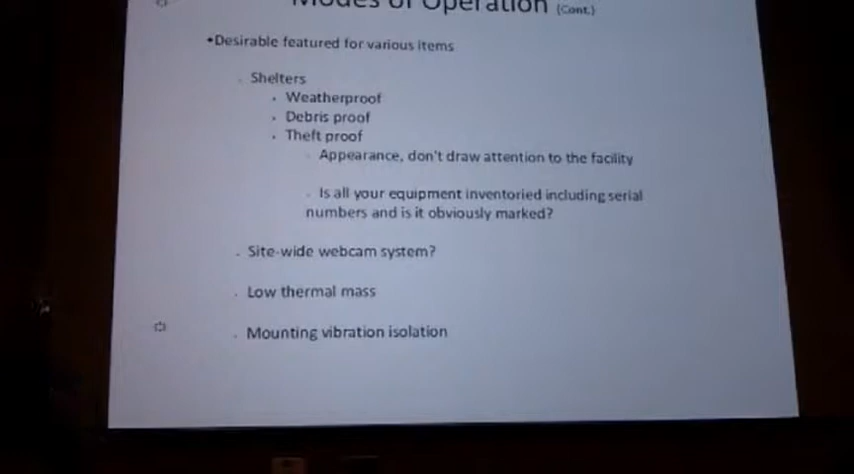 Modes of Operation (Cont.)
•Desirable featured for various items
Shelters
• Weatherproof
• Debris proof
• Theft proof
Appearance, don't draw attention to the facility
Is all your equipment inventoried including serial
numbers and is it obviously marked?
• Site-wide webcam system?
• Low thermal mass
• Mounting vibration isolation